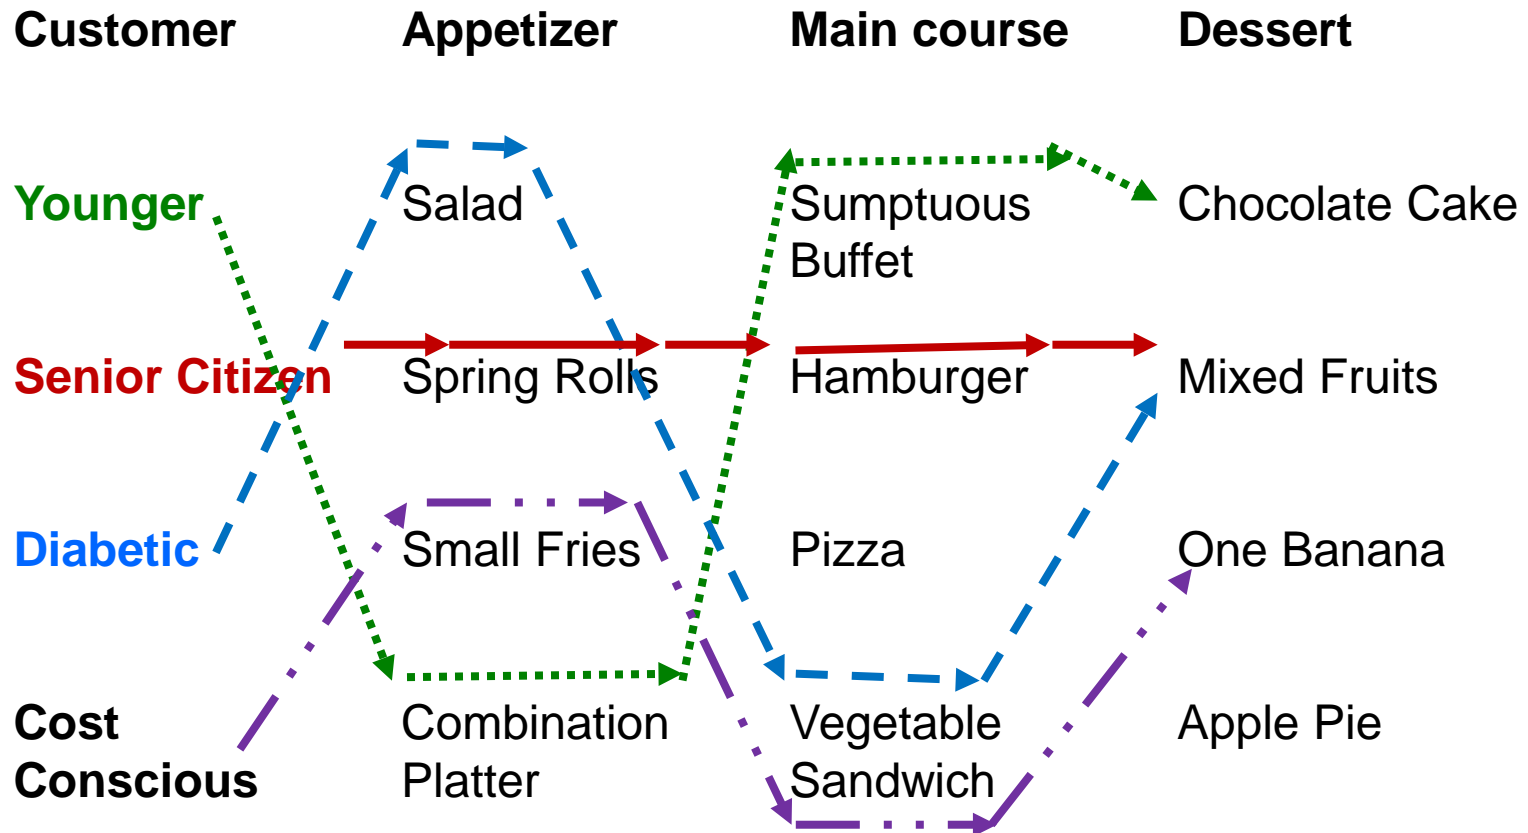 Customer Appetizer Main course Dessert
Younger Salad Sumptuous Chocolate Cake
Buffet
Senior Citizen Spring Rolls Hamburger Mixed Fruits
Diabetic Small Fries Pizza One Banana
Cost Combination Vegetable Apple Pie
Conscious Platter Sandwich